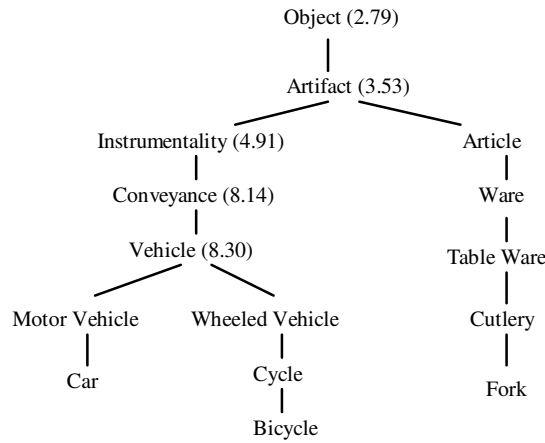 Object (2.79)
Artifact (3.53)
Instrumentality (4.91)
Article
Conveyance (8.14)
Ware
Vehicle (8.30)
Table Ware
Motor Vehicle
Wheeled Vehicle
Cutlery
Car
Cycle
Fork
Bicycle